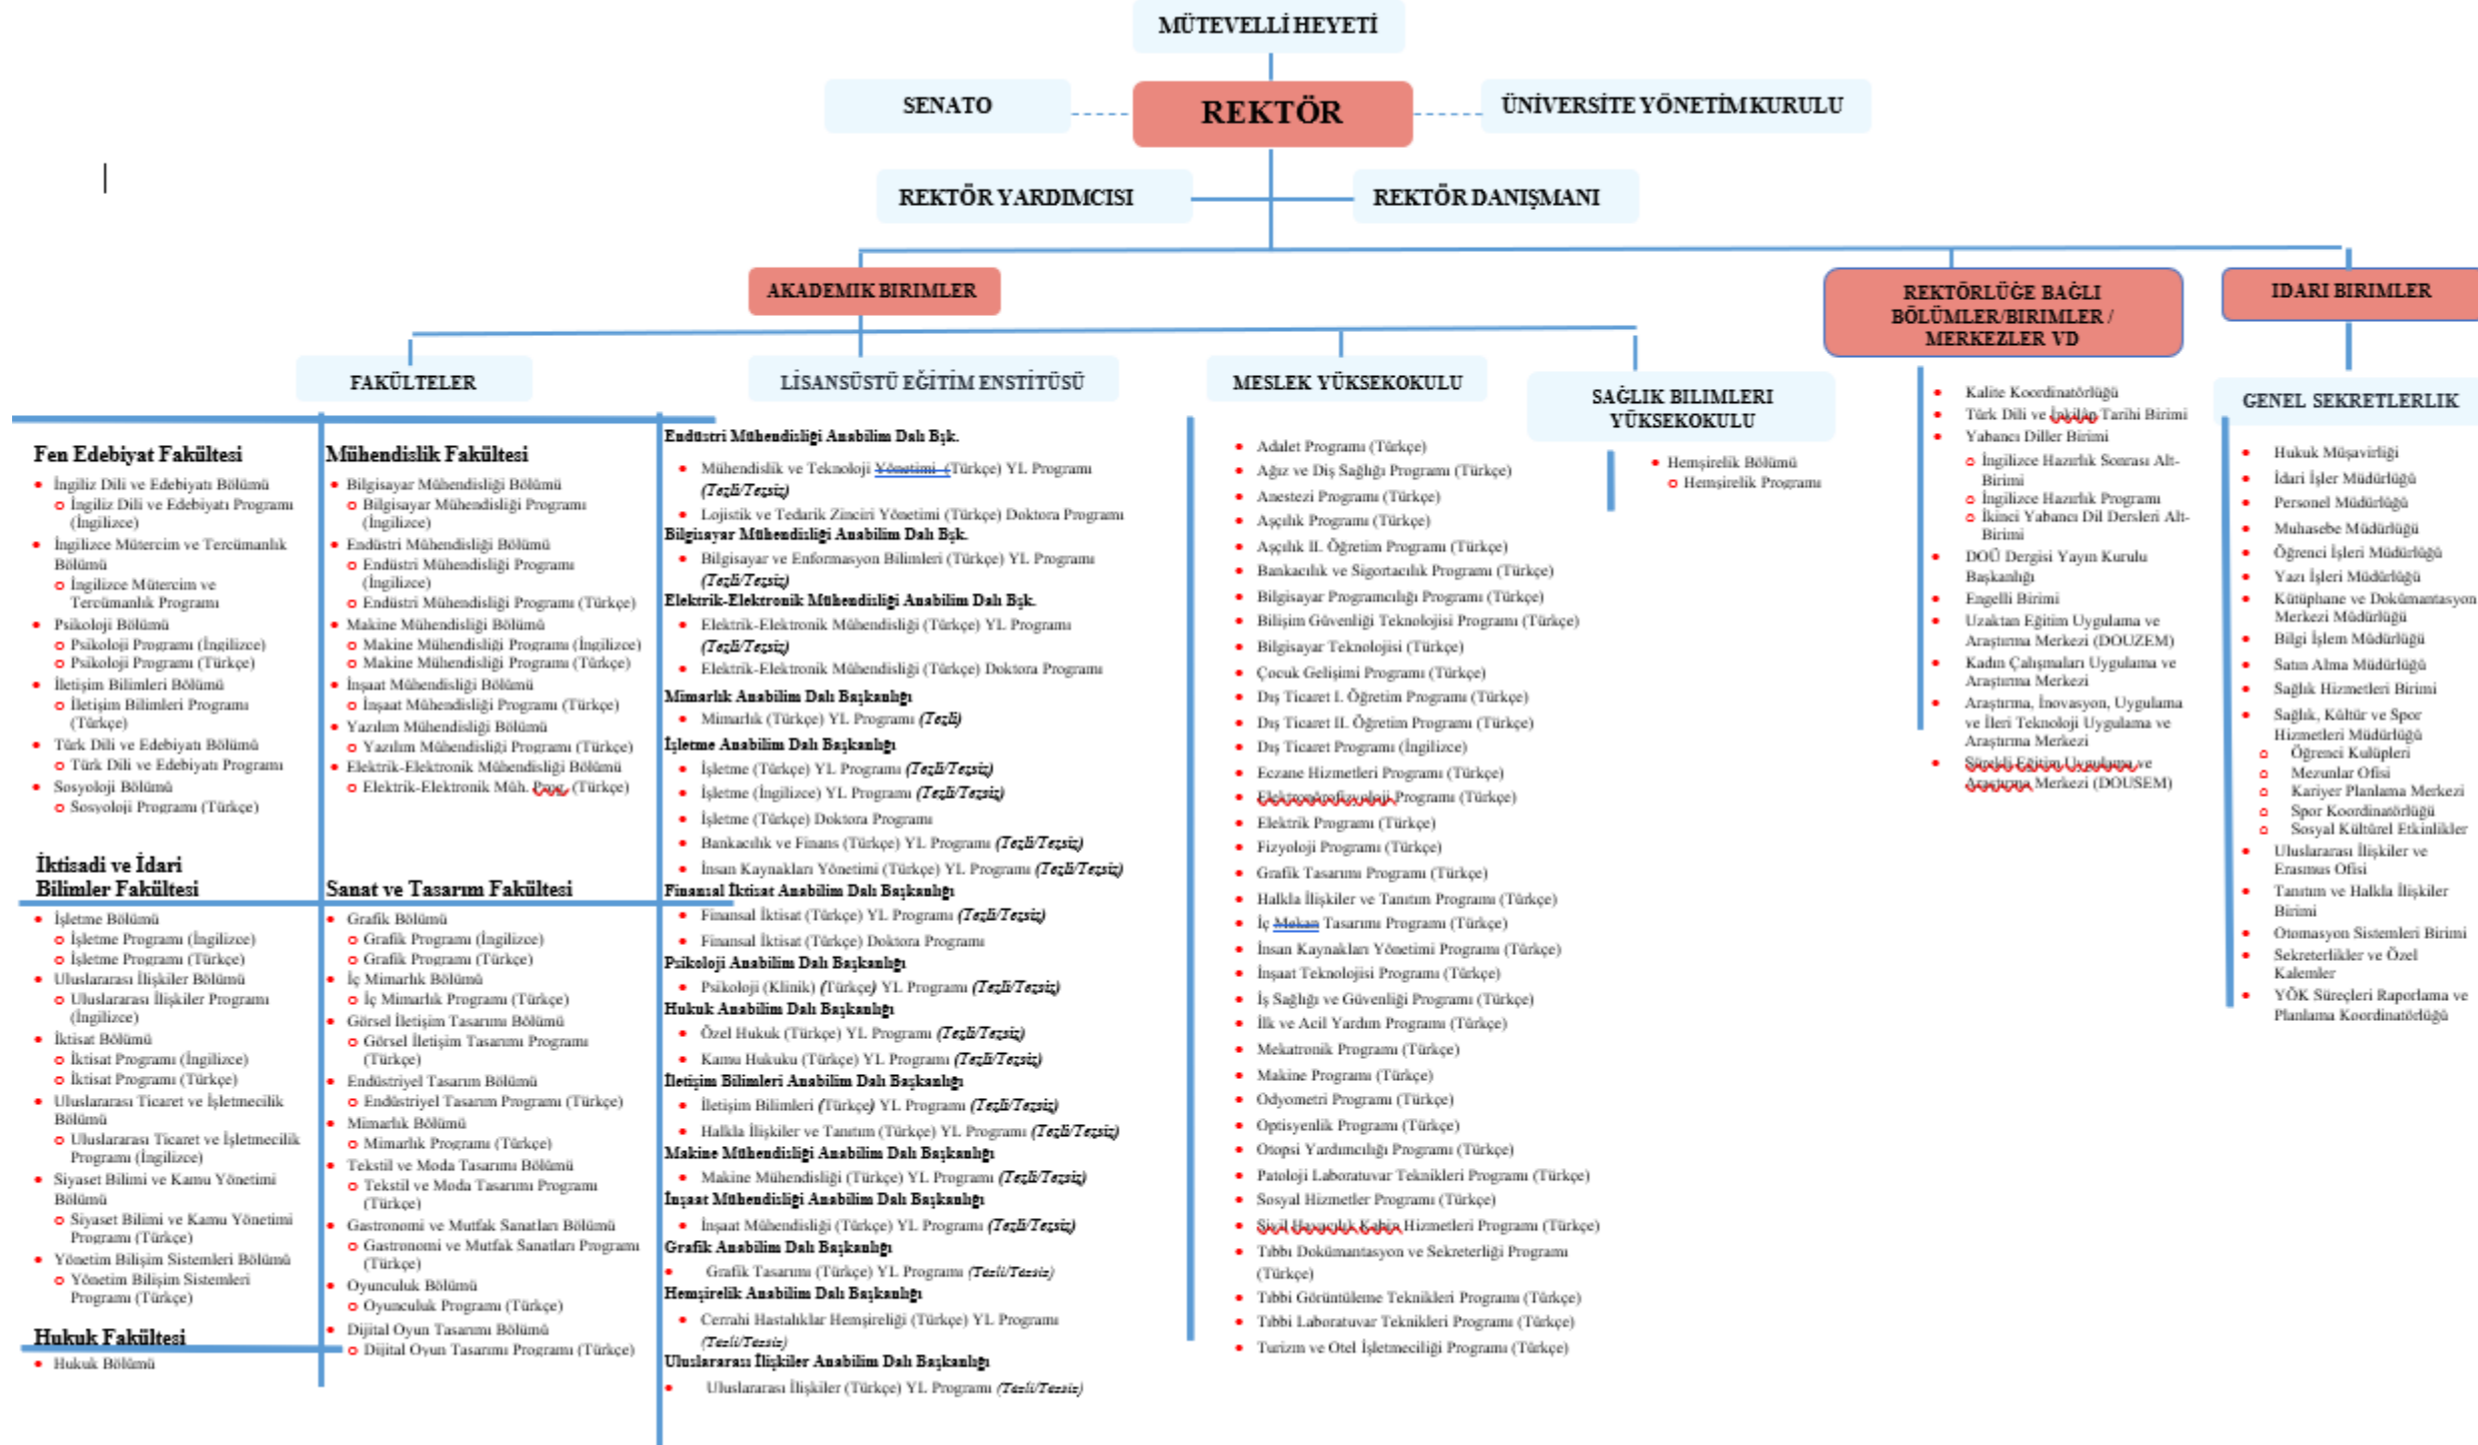 MÜTEVELLİ HEYETİ
SENATO
REKTÖR
ÜNİVERSİTE YÖNETİM KURULU
REKTÖR YARDIMCISI
REKTÖR DANIŞMANI
AKADEMIK BIRIMLER
REKTÖRLÜĞE BAĞLI
BÖLÜMLER/BIRIMLER /
MERKEZLER VD
IDARI BIRIMLER
FAKÜLTELER
LİSANSÜSTÜ EĞİTİM ENSTİTÜSÜ
MESLEK YÜKSEKOKULU
SAĞLIK BILIMLERI
YÜKSEKOKULU
GENEL SEKRETLERLIK
Fen Edebiyat Fakültesi
İngiliz Dili ve Edebiyatı Bölümü
İngiliz Dili ve Edebiyatı Programı
(İngilizce)
İngilizce Mütercim ve Tercümanlık
Bölümü
İngilizce Mütercim ve
Tercümanlık Programı
Psikoloji Bölümü
Psikoloji Programı (İngilizce)
Psikoloji Programı (Türkçe)
İletişim Bilimleri Bölümü
İletişim Bilimleri Programı
(Türkçe)
Türk Dili ve Edebiyatı Bölümü
Türk Dili ve Edebiyatı Programı
Sosyoloji Bölümü
Sosyoloji Programı (Türkçe)
İktisadi ve İdari
Bilimler Fakültesi
İşletme Bölümü
İşletme Programı (İngilizce)
İşletme Programı (Türkçe)
Uluslararası İlişkiler Bölümü
Uluslararası İlişkiler Programı
(İngilizce)
İktisat Bölümü
İktisat Programı (İngilizce)
İktisat Programı (Türkçe)
Uluslararası Ticaret ve İşletmecilik
Bölümü
Uluslararası Ticaret ve İşletmecilik
Programı (İngilizce)
Siyaset Bilimi ve Kamu Yönetimi
Bölümü
Siyaset Bilimi ve Kamu Yönetimi
Programı (Türkçe)
Yönetim Bilişim Sistemleri Bölümü
Yönetim Bilişim Sistemleri
Programı (Türkçe)
Hukuk Fakültesi
Hukuk Bölümü
Mühendislik Fakültesi
Bilgisayar Mühendisliği Bölümü
Bilgisayar Mühendisliği Programı
(İngilizce)
Endüstri Mühendisliği Bölümü
Endüstri Mühendisliği Programı
(İngilizce)
Endüstri Mühendisliği Programı (Türkçe)
Makine Mühendisliği Bölümü
Makine Mühendisliği Programı (İngilizce)
Makine Mühendisliği Programı (Türkçe)
İnşaat Mühendisliği Bölümü
İnşaat Mühendisliği Programı (Türkçe)
Yazılım Mühendisliği Bölümü
Yazılım Mühendisliği Programı (Türkçe)
Elektrik-Elektronik Mühendisliği Bölümü
Elektrik-Elektronik Müh. Prog. (Türkçe)
Sanat ve Tasarım Fakültesi
Grafik Bölümü
Grafik Programı (İngilizce)
Grafik Programı (Türkçe)
İç Mimarlık Bölümü
İç Mimarlık Programı (Türkçe)
Görsel İletişim Tasarımı Bölümü
Görsel İletişim Tasarımı Programı
(Türkçe)
Endüstriyel Tasarım Bölümü
Endüstriyel Tasarım Programı (Türkçe)
Mimarlık Bölümü
Mimarlık Programı (Türkçe)
Tekstil ve Moda Tasarımı Bölümü
Tekstil ve Moda Tasarımı Programı
(Türkçe)
Gastronomi ve Mutfak Sanatları Bölümü
Gastronomi ve Mutfak Sanatları Programı
(Türkçe)
Oyunculuk Bölümü
Oyunculuk Programı (Türkçe)
Dijital Oyun Tasarımı Bölümü
Dijital Oyun Tasarımı Programı (Türkçe)
Endüstri Mühendisliği Anabilim Dalı Bşk.
Mühendislik ve Teknoloji Yönetimi (Türkçe) YL Programı
(Tezli/Tezsiz)
Lojistik ve Tedarik Zinciri Yönetimi (Türkçe) Doktora Programı
Bilgisayar Mühendisliği Anabilim Dalı Bşk.
Bilgisayar ve Enformasyon Bilimleri (Türkçe) YL Programı
(Tezli/Tezsiz)
Elektrik-Elektronik Mühendisliği Anabilim Dalı Bşk.
Elektrik-Elektronik Mühendisliği (Türkçe) YL Programı
(Tezli/Tezsiz)
Elektrik-Elektronik Mühendisliği (Türkçe) Doktora Programı
Mimarlık Anabilim Dalı Başkanlığı
Mimarlık (Türkçe) YL Programı (Tezli)
İşletme Anabilim Dalı Başkanlığı
İşletme (Türkçe) YL Programı (Tezli/Tezsiz)
İşletme (İngilizce) YL Programı (Tezli/Tezsiz)
İşletme (Türkçe) Doktora Programı
Bankacılık ve Finans (Türkçe) YL Programı (Tezli/Tezsiz)
İnsan Kaynakları Yönetimi (Türkçe) YL Programı (Tezli/Tezsiz)
Finansal İktisat Anabilim Dalı Başkanlığı
Finansal İktisat (Türkçe) YL Programı (Tezli/Tezsiz)
Finansal İktisat (Türkçe) Doktora Programı
Psikoloji Anabilim Dalı Başkanlığı
Psikoloji (Klinik) (Türkçe) YL Programı (Tezli/Tezsiz)
Hukuk Anabilim Dalı Başkanlığı
Özel Hukuk (Türkçe) YL Programı (Tezli/Tezsiz)
Kamu Hukuku (Türkçe) YL Programı (Tezli/Tezsiz)
İletişim Bilimleri Anabilim Dalı Başkanlığı
İletişim Bilimleri (Türkçe) YL Programı (Tezli/Tezsiz)
Halkla İlişkiler ve Tanıtım (Türkçe) YL Programı (Tezli/Tezsiz)
Makine Mühendisliği Anabilim Dalı Başkanlığı
Makine Mühendisliği (Türkçe) YL Programı (Tezli/Tezsiz)
İnşaat Mühendisliği Anabilim Dalı Başkanlığı
İnşaat Mühendisliği (Türkçe) YL Programı (Tezli/Tezsiz)
Grafik Anabilim Dalı Başkanlığı
Grafik Tasarımı (Türkçe) YL Programı (Tezli/Tezsiz)
Hemşirelik Anabilim Dalı Başkanlığı
Cerrahi Hastalıklar Hemşireliği (Türkçe) YL Programı
(Tezli/Tezsiz)
Uluslararası İlişkiler Anabilim Dalı Başkanlığı
Uluslararası İlişkiler (Türkçe) YL Programı (Tezli/Tezsiz)
Adalet Programı (Türkçe)
Ağız ve Diş Sağlığı Programı (Türkçe)
Anestezi Programı (Türkçe)
Aşçılık Programı (Türkçe)
Aşçılık II. Öğretim Programı (Türkçe)
Bankacılık ve Sigortacılık Programı (Türkçe)
Bilgisayar Programcılığı Programı (Türkçe)
Bilişim Güvenliği Teknolojisi Programı (Türkçe)
Bilgisayar Teknolojisi (Türkçe)
Çocuk Gelişimi Programı (Türkçe)
Dış Ticaret I. Öğretim Programı (Türkçe)
Dış Ticaret II. Öğretim Programı (Türkçe)
Dış Ticaret Programı (İngilizce)
Eczane Hizmetleri Programı (Türkçe)
Elektronörofizyoloji Programı (Türkçe)
Elektrik Programı (Türkçe)
Fizyoloji Programı (Türkçe)
Grafik Tasarımı Programı (Türkçe)
Halkla İlişkiler ve Tanıtım Programı (Türkçe)
İç Mekan Tasarımı Programı (Türkçe)
İnsan Kaynakları Yönetimi Programı (Türkçe)
İnşaat Teknolojisi Programı (Türkçe)
İş Sağlığı ve Güvenliği Programı (Türkçe)
İlk ve Acil Yardım Programı (Türkçe)
Mekatronik Programı (Türkçe)
Makine Programı (Türkçe)
Odyometri Programı (Türkçe)
Optisyenlik Programı (Türkçe)
Otopsi Yardımcılığı Programı (Türkçe)
Patoloji Laboratuvar Teknikleri Programı (Türkçe)
Sosyal Hizmetler Programı (Türkçe)
Sivil Havacılık Kabin Hizmetleri Programı (Türkçe)
Tıbbı Dokümantasyon ve Sekreterliği Programı
(Türkçe)
Tıbbi Görüntüleme Teknikleri Programı (Türkçe)
Tıbbi Laboratuvar Teknikleri Programı (Türkçe)
Turizm ve Otel İşletmeciliği Programı (Türkçe)
Hemşirelik Bölümü
Hemşirelik Programı
Kalite Koordinatörlüğü
Türk Dili ve İnkilâp Tarihi Birimi
Yabancı Diller Birimi
İngilizce Hazırlık Sonrası Alt-
Birimi
İngilizce Hazırlık Programı
İkinci Yabancı Dil Dersleri Alt-
Birimi
DOÜ Dergisi Yayın Kurulu
Başkanlığı
Engelli Birimi
Uzaktan Eğitim Uygulama ve
Araştırma Merkezi (DOUZEM)
Kadın Çalışmaları Uygulama ve
Araştırma Merkezi
Araştırma, İnovasyon, Uygulama
ve İleri Teknoloji Uygulama ve
Araştırma Merkezi
Sürekli Eğitim Uygulama ve
Araştırma Merkezi (DOUSEM)
Hukuk Müşavirliği
İdari İşler Müdürlüğü
Personel Müdürlüğü
Muhasebe Müdürlüğü
Öğrenci İşleri Müdürlüğü
Yazı İşleri Müdürlüğü
Kütüphane ve Dokümantasyon
Merkezi Müdürlüğü
Bilgi İşlem Müdürlüğü
Satın Alma Müdürlüğü
Sağlık Hizmetleri Birimi
Sağlık, Kültür ve Spor
Hizmetleri Müdürlüğü
Öğrenci Kulüpleri
Mezunlar Ofisi
Kariyer Planlama Merkezi
Spor Koordinatörlüğü
Sosyal Kültürel Etkinlikler
Uluslararası İlişkiler ve
Erasmus Ofisi
Tanıtım ve Halkla İlişkiler
Birimi
Otomasyon Sistemleri Birimi
Sekreterlikler ve Özel
Kalemler
YÖK Süreçleri Raporlama ve
Planlama Koordinatörlüğü